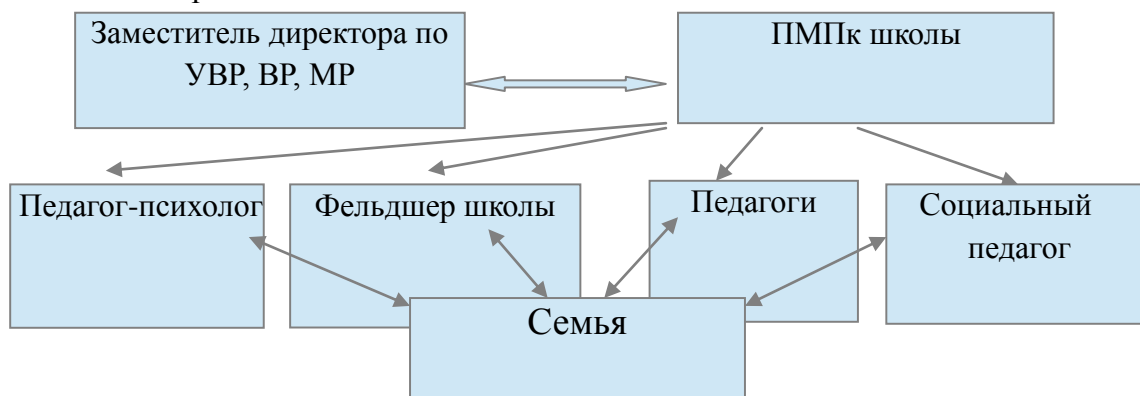 Заместитель директора по
УВР, ВР, МР
ПМПк школы
Педагог-психолог
Фельдшер школы
Педагоги
Социальный
педагог
Семья